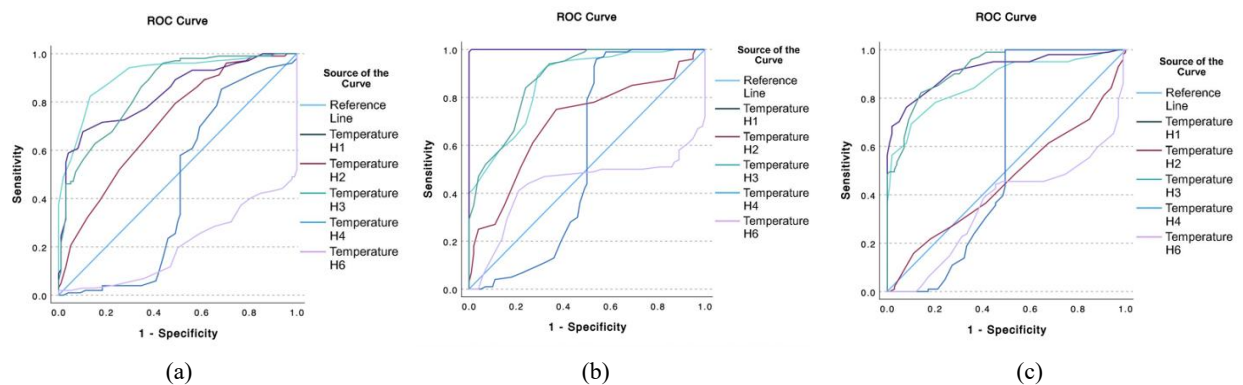 ROC Curve
Sensitivity
1.0
0.8
0.6
0.4
0.2
0.0
0.0 0.2 0.4 0.6 0.8 1.0
1 - Specificity
Source of the
Curve
Reference
Line
Temperature
H1
Temperature
H2
Temperature
H3
Temperature
H4
Temperature
H6
(a)
ROC Curve
Sensitivity
1.0
0.8
0.6
0.4
0.2
0.0
0.0 0.2 0.4 0.6 0.8 1.0
1 - Specificity
Source of the
Curve
Reference
Line
Temperature
H1
Temperature
H2
Temperature
H3
Temperature
H4
Temperature
H6
(b)
ROC Curve
Sensitivity
1.0
0.8
0.6
0.4
0.2
0.0
0.0 0.2 0.4 0.6 0.8 1.0
1 - Specificity
Source of the
Curve
Reference
Line
Temperature
H1
Temperature
H2
Temperature
H3
Temperature
H4
Temperature
H6
(c)